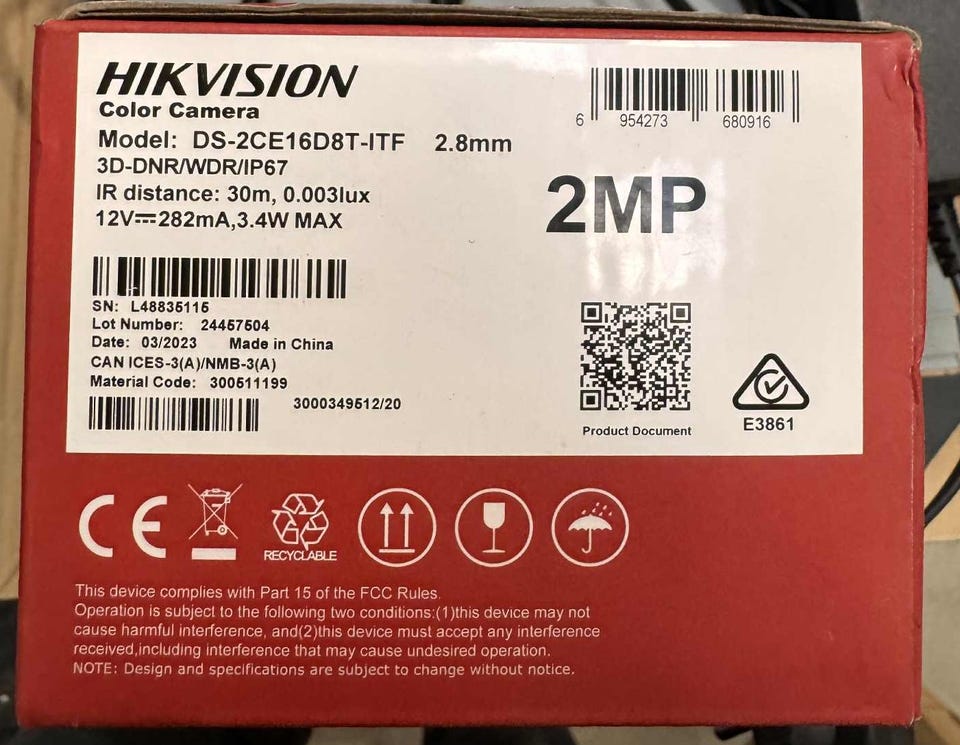 HIKVISION
Color Camera
Model: DS-2CE16D8T-ITF 2.8mm
3D-DNR/WDR/IP67
IR distance: 30m, 0.003lux
12V⎓282mA,3.4W MAX
6 954273 680916
2MP
SN: L48835115
Lot Number: 24457504
Date: 03/2023 Made in China
CAN ICES-3(A)/NMB-3(A)
Material Code: 300511199
3000349512/20
Product Document
E3861
CE
RECYCLABLE
This device complies with Part 15 of the FCC Rules.
Operation is subject to the following two conditions:(1)this device may not
cause harmful interference, and(2)this device must accept any interference
received,including interference that may cause undesired operation.
NOTE: Design and specifications are subject to change without notice.